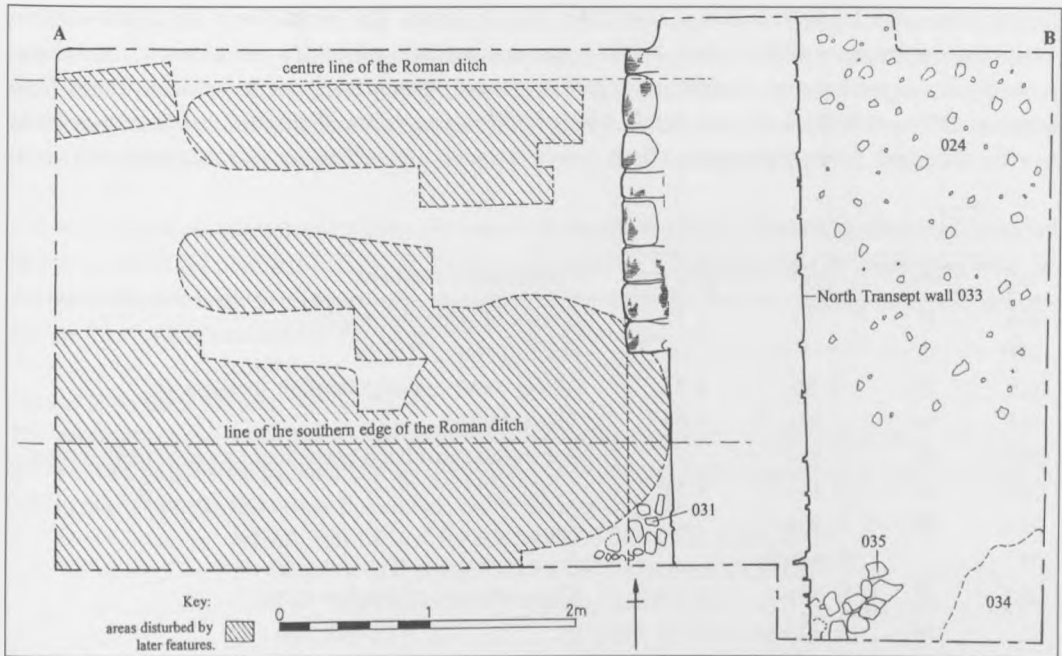 A
B
centre line of the Roman ditch
024
North Transept wall 033
line of the southern edge of the Roman ditch
031
035
034
Key:
areas disturbed by
later features.
0 1 2m